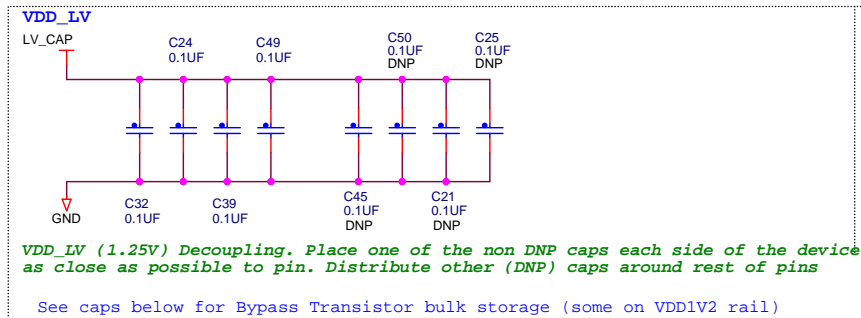 VDD_LV
LV_CAP
C24
0.1UF
C49
0.1UF
C50
0.1UF
DNP
C25
0.1UF
DNP
GND
C32
0.1UF
C39
0.1UF
C45
0.1UF
DNP
C21
0.1UF
DNP
VDD_LV (1.25V) Decoupling. Place one of the non DNP caps each side of the device
as close as possible to pin. Distribute other (DNP) caps around rest of pins
See caps below for Bypass Transistor bulk storage (some on VDD1V2 rail)